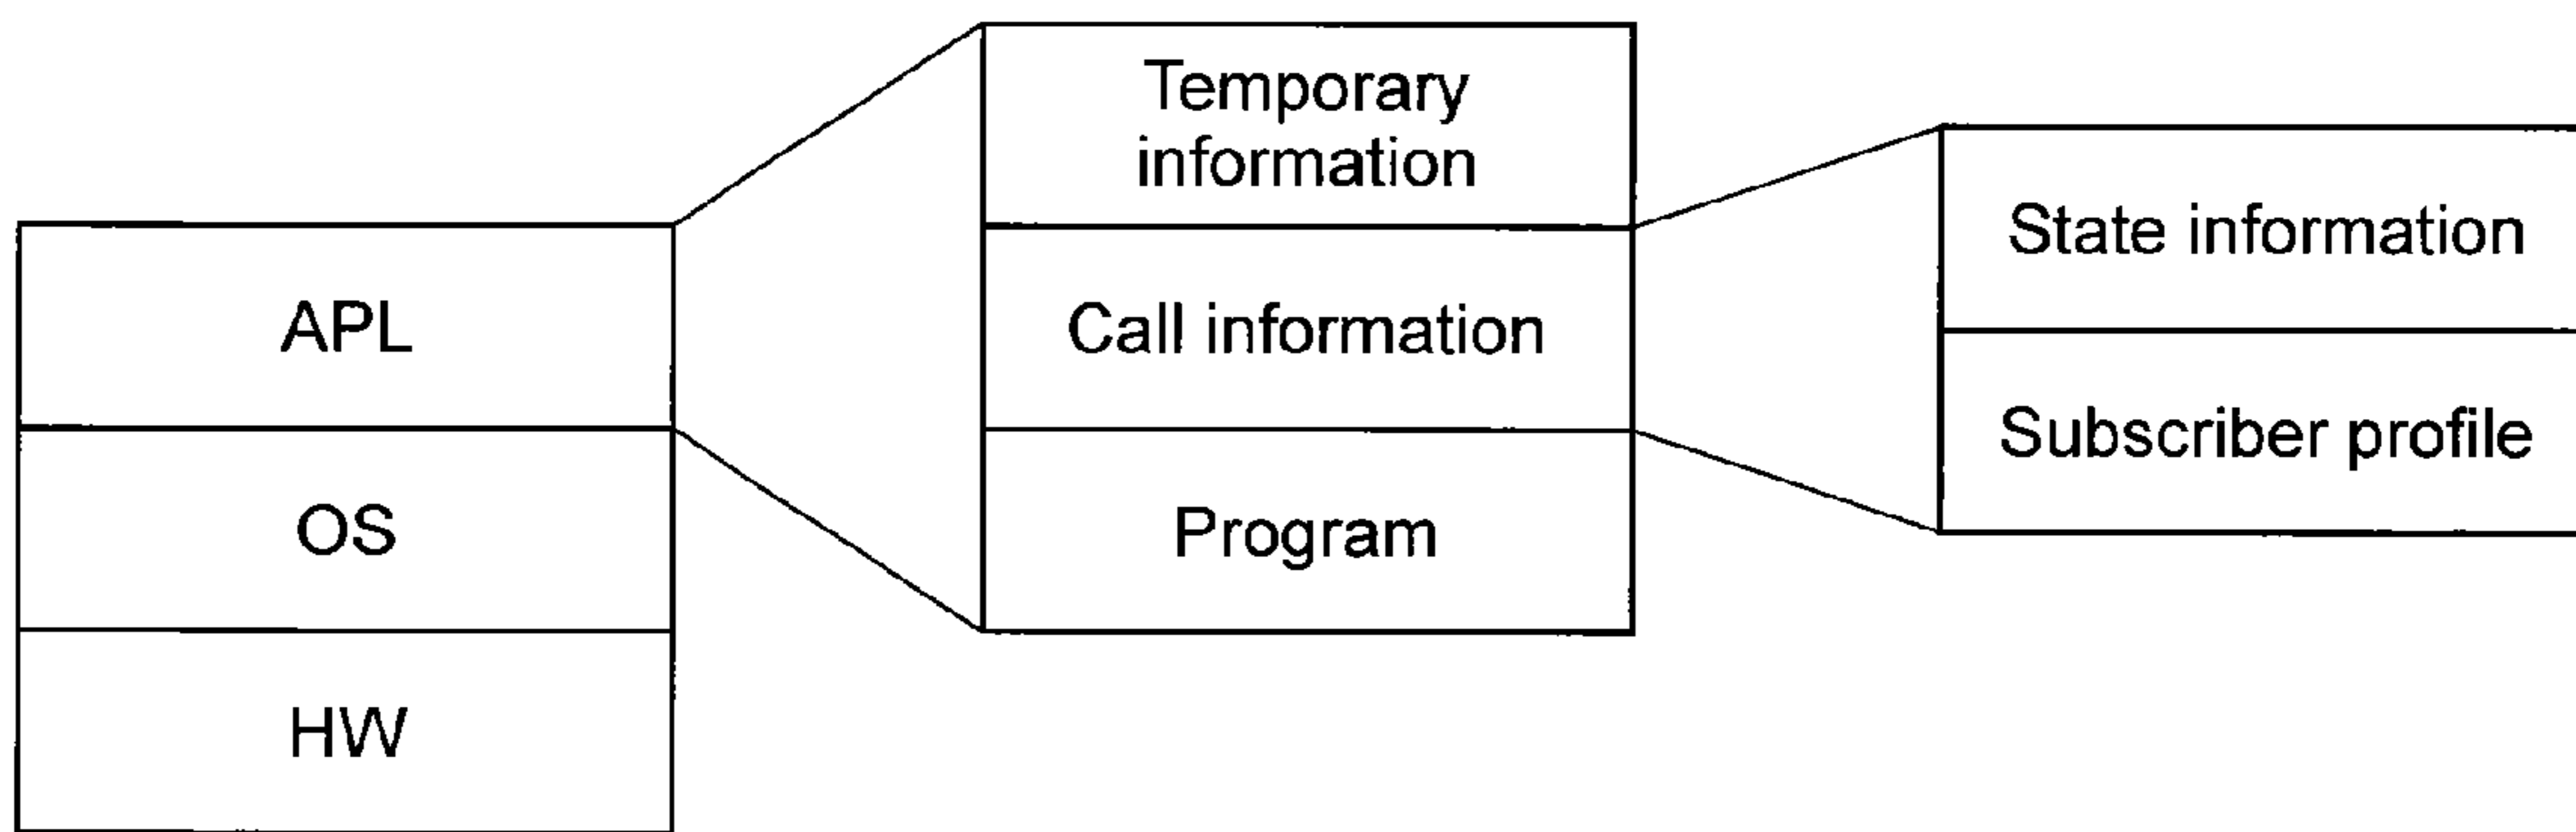 APL
OS
HW
Temporary
information
Call information
Program
State information
Subscriber profile